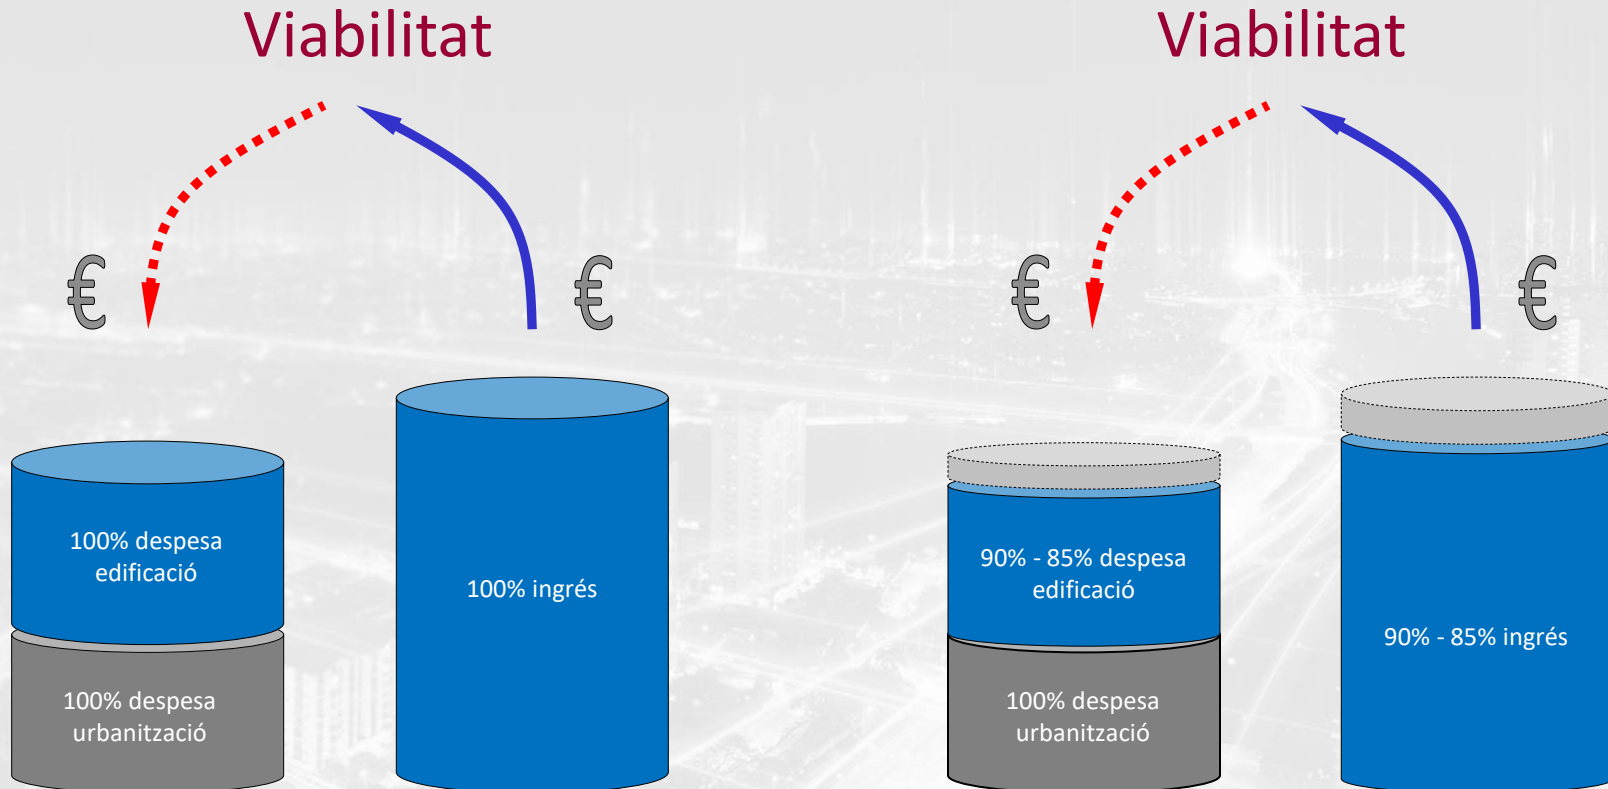 Viabilitat
€
€
100% despesa
edificació
100% ingrés
100% despesa
urbanització
Viabilitat
€
€
90% - 85% despesa
edificació
90% - 85% ingrés
100% despesa
urbanització